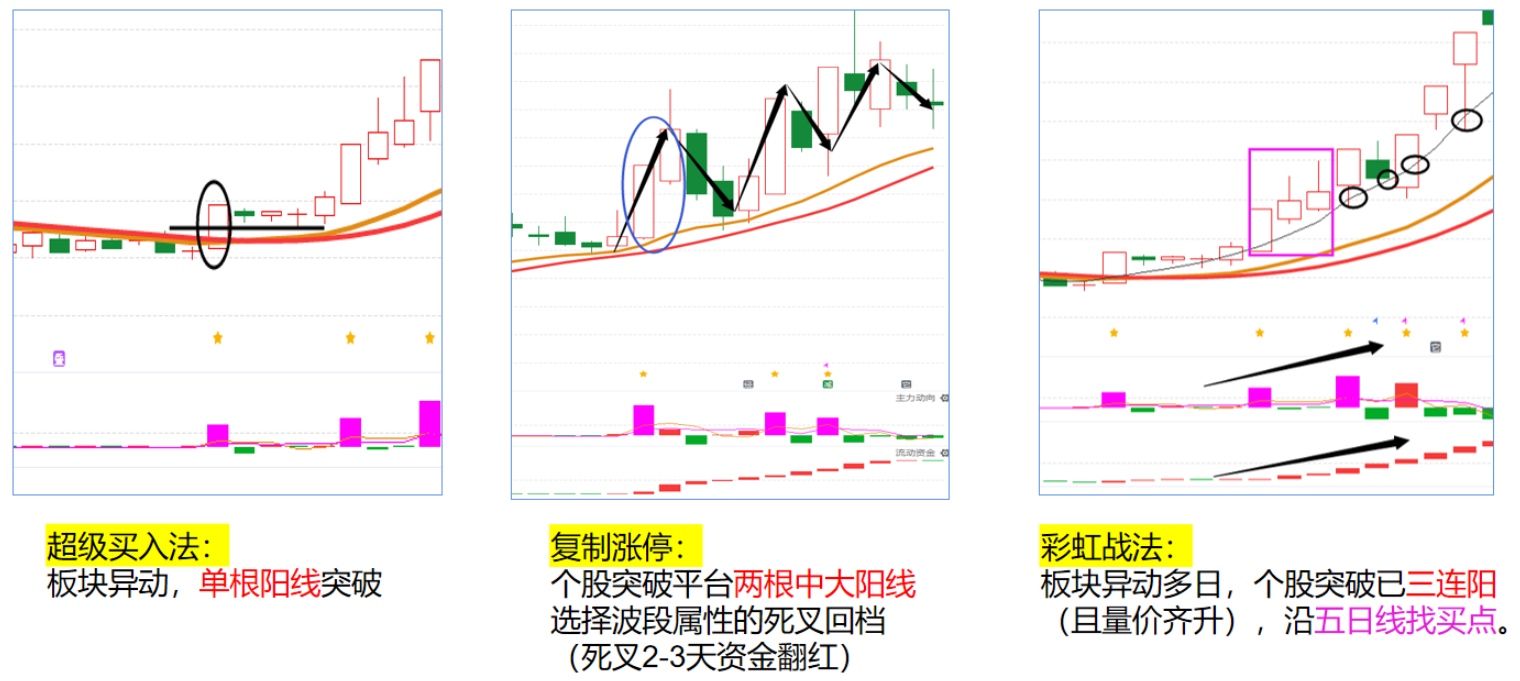 主力动向
流动资金
超级买入法：
板块异动，单根阳线突破
复制涨停：
个股突破平台两根中大阳线
选择波段属性的死叉回档
（死叉2-3天资金翻红）
彩虹战法：
板块异动多日，个股突破已三连阳
（且量价齐升），沿五日线找买点。